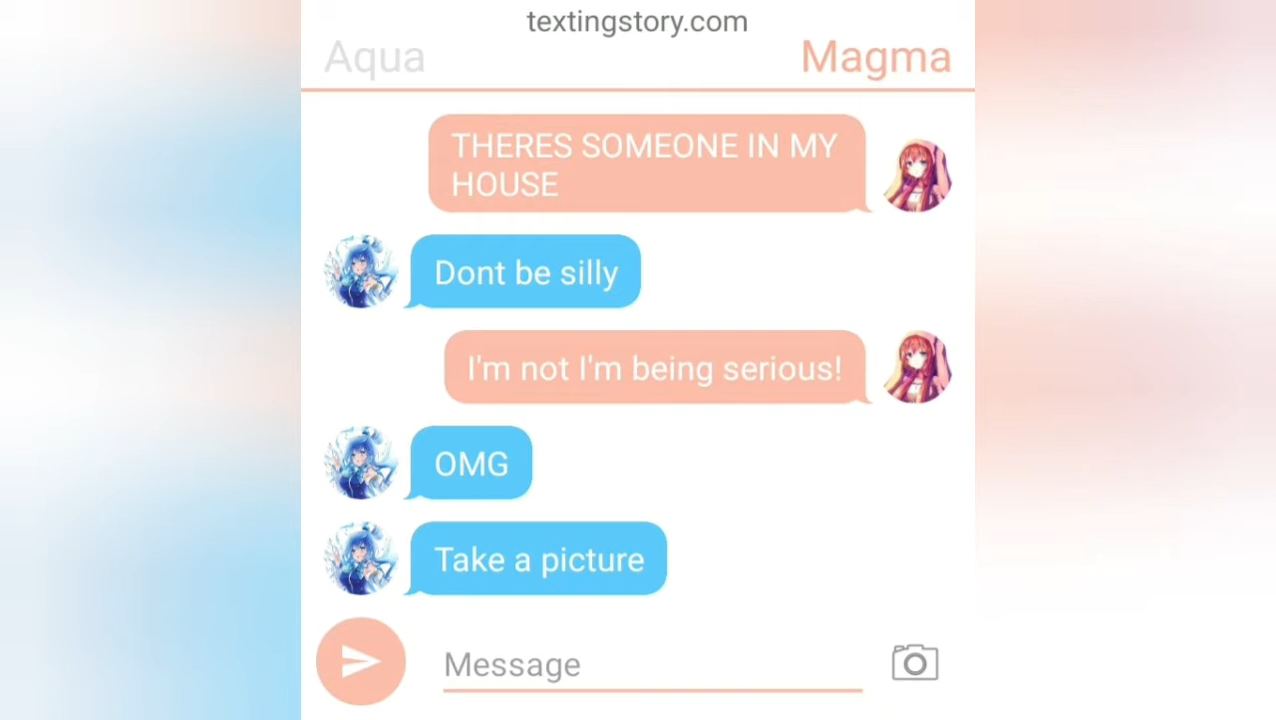 textingstory.com
Aqua
Magma
THERES SOMEONE IN MY
HOUSE
Dont be silly
I'm not I'm being serious!
OMG
Take a picture
Message